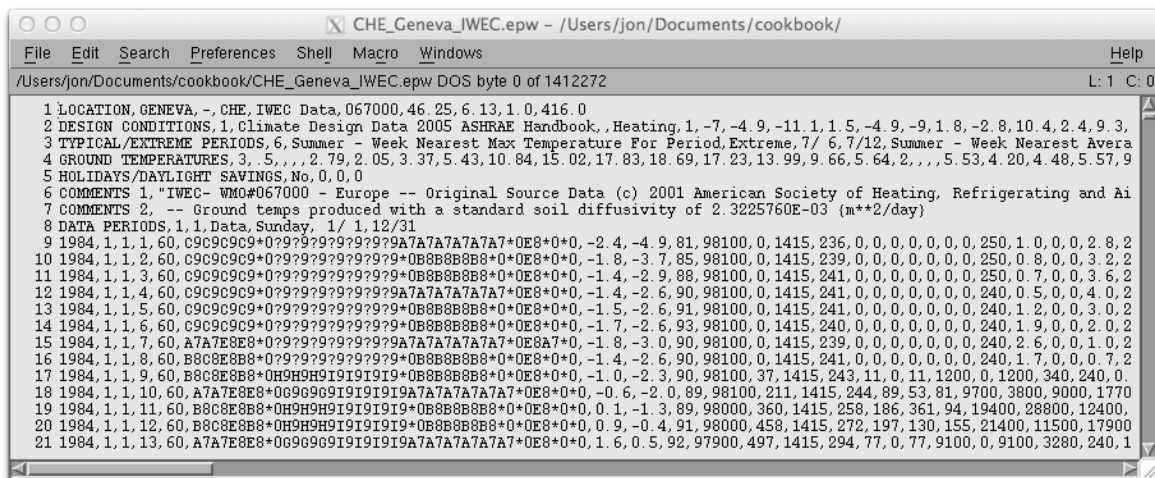 CHE_Geneva_IWEC.epw – /Users/jon/Documents/cookbook/
File Edit Search Preferences Shell Macro Windows Help
/Users/jon/Documents/cookbook/CHE_Geneva_IWEC.epw DOS byte 0 of 1412272 L: 1 C: 0
1 LOCATION,GENEVA,-,CHE,IWEC Data,067000,46.25,6.13,1.0,416.0
2 DESIGN CONDITIONS,1,Climate Design Data 2005 ASHRAE Handbook,,Heating,1,-7,-4.9,-11.1,1.5,-4.9,-9,1.8,-2.8,10.4,2.4,9.3,
3 TYPICAL/EXTREME PERIODS,6,Summer - Week Nearest Max Temperature For Period,Extreme,7/ 6,7/12,Summer - Week Nearest Avera
4 GROUND TEMPERATURES,3,.5,,,,2.79,2.05,3.37,5.43,10.84,15.02,17.83,18.69,17.23,13.99,9.66,5.64,2,,,,5.53,4.20,4.48,5.57,9
5 HOLIDAYS/DAYLIGHT SAVINGS,No,0,0,0
6 COMMENTS 1,"IWEC- WMO#067000 - Europe -- Original Source Data (c) 2001 American Society of Heating, Refrigerating and Ai
7 COMMENTS 2, -- Ground temps produced with a standard soil diffusivity of 2.3225760E-03 {m**2/day}
8 DATA PERIODS,1,1,Data,Sunday, 1/ 1,12/31
9 1984,1,1,1,60,C9C9C9C9*0?9?9?9?9?9?9?9A7A7A7A7A7A7*0E8*0*0,-2.4,-4.9,81,98100,0,1415,236,0,0,0,0,0,0,0,250,1.0,0,0,2.8,2
10 1984,1,1,2,60,C9C9C9C9*0?9?9?9?9?9?9?9*0B8B8B8B8*0*0E8*0*0,-1.8,-3.7,85,98100,0,1415,239,0,0,0,0,0,0,0,250,0.8,0,0,3.2,2
11 1984,1,1,3,60,C9C9C9C9*0?9?9?9?9?9?9?9*0B8B8B8B8*0*0E8*0*0,-1.4,-2.9,88,98100,0,1415,241,0,0,0,0,0,0,0,250,0.7,0,0,3.6,2
12 1984,1,1,4,60,C9C9C9C9*0?9?9?9?9?9?9?9A7A7A7A7A7A7*0E8*0*0,-1.4,-2.6,90,98100,0,1415,241,0,0,0,0,0,0,0,240,0.5,0,0,4.0,2
13 1984,1,1,5,60,C9C9C9C9*0?9?9?9?9?9?9?9*0B8B8B8B8*0*0E8*0*0,-1.5,-2.6,91,98100,0,1415,241,0,0,0,0,0,0,0,240,1.2,0,0,3.0,2
14 1984,1,1,6,60,C9C9C9C9*0?9?9?9?9?9?9?9*0B8B8B8B8*0*0E8*0*0,-1.7,-2.6,93,98100,0,1415,240,0,0,0,0,0,0,0,240,1.9,0,0,2.0,2
15 1984,1,1,7,60,A7A7E8E8*0?9?9?9?9?9?9?9A7A7A7A7A7A7*0E8A7*0,-1.8,-3.0,90,98100,0,1415,239,0,0,0,0,0,0,0,240,2.6,0,0,1.0,2
16 1984,1,1,8,60,B8C8E8B8*0?9?9?9?9?9?9?9*0B8B8B8B8*0*0E8*0*0,-1.4,-2.6,90,98100,0,1415,241,0,0,0,0,0,0,0,240,1.7,0,0,0.7,2
17 1984,1,1,9,60,B8C8E8B8*0H9H9H9I9I9I9I9*0B8B8B8B8*0*0E8*0*0,-1.0,-2.3,90,98100,37,1415,243,11,0,11,1200,0,1200,340,240,0.
18 1984,1,1,10,60,A7A7E8E8*0G9G9G9I9I9I9I9A7A7A7A7A7A7*0E8*0*0,-0.6,-2.0,89,98100,211,1415,244,89,53,81,9700,3800,9000,1770
19 1984,1,1,11,60,B8C8E8B8*0H9H9H9I9I9I9I9*0B8B8B8B8*0*0E8*0*0,0.1,-1.3,89,98000,360,1415,258,186,361,94,19400,28800,12400,
20 1984,1,1,12,60,B8C8E8B8*0H9H9H9I9I9I9I9*0B8B8B8B8*0*0E8*0*0,0.9,-0.4,91,98000,458,1415,272,197,130,155,21400,11500,17900
21 1984,1,1,13,60,A7A7E8E8*0G9G9G9I9I9I9I9A7A7A7A7A7A7*0E8*0*0,1.6,0.5,92,97900,497,1415,294,77,0,77,9100,0,9100,3280,240,1